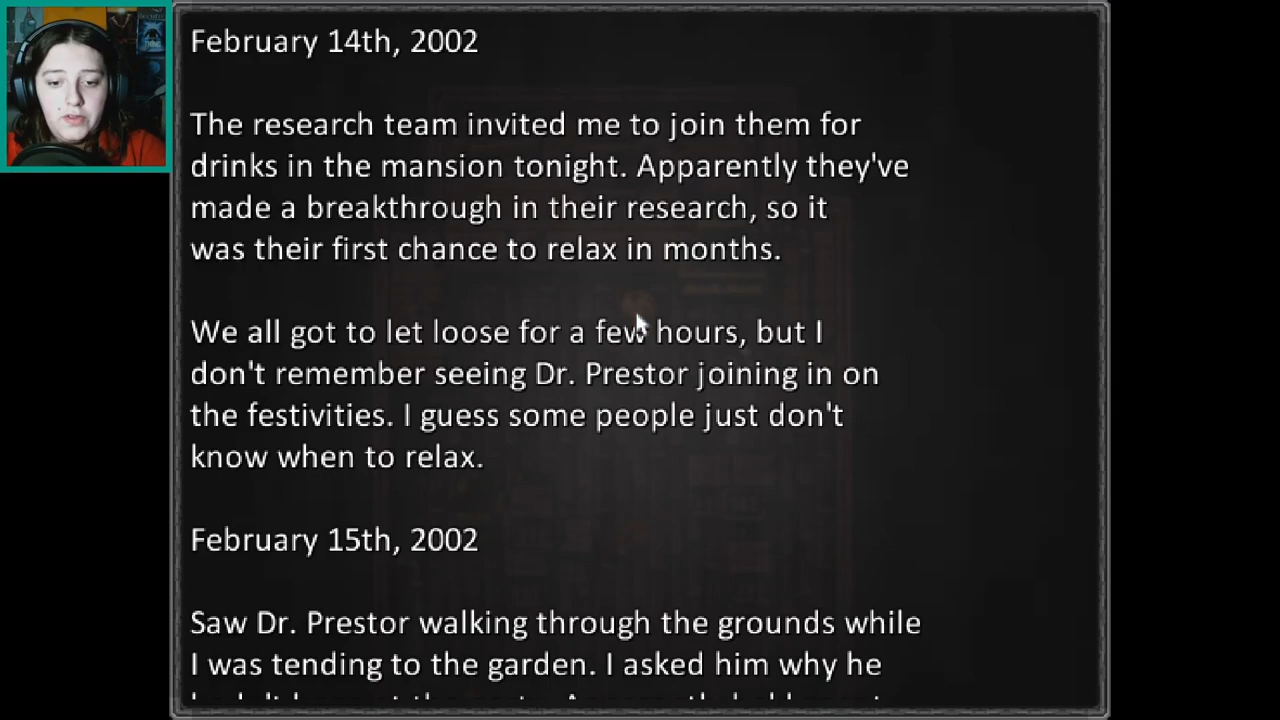 February 14th, 2002
The research team invited me to join them for
drinks in the mansion tonight. Apparently they've
made a breakthrough in their research, so it
was their first chance to relax in months.
We all got to let loose for a few hours, but I
don't remember seeing Dr. Prestor joining in on
the festivities. I guess some people just don't
know when to relax.
February 15th, 2002
Saw Dr. Prestor walking through the grounds while
I was tending to the garden. I asked him why he